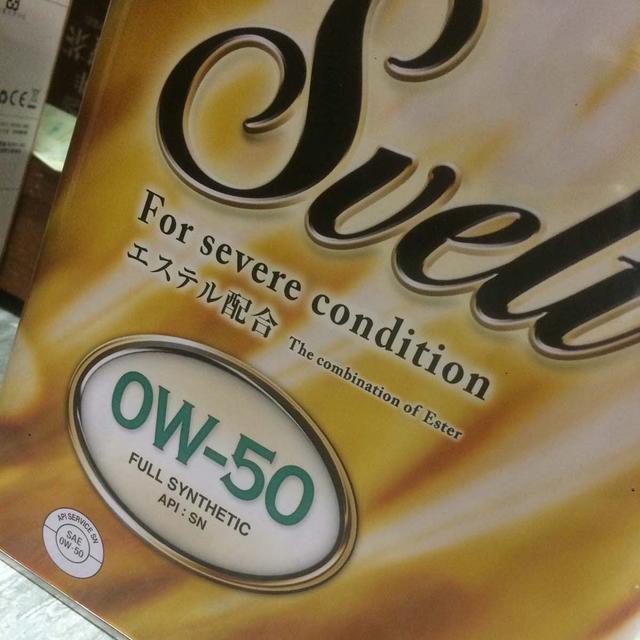 Svelt
For severe condition
エステル配合
The combination of Ester
0W-50
FULL SYNTHETIC
API : SN
API SERVICE SN
SAE
0W-50